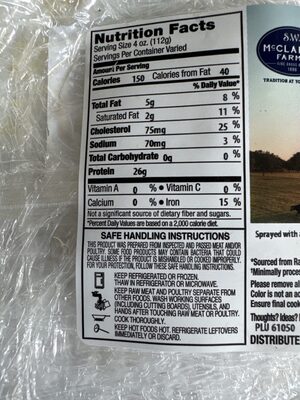 Nutrition Facts
Serving Size 4 oz. (112g)
Servings Per Container Varied
Amount Per Serving
Calories 150 Calories from Fat 40
% Daily Value*
Total Fat 5g 8 %
Saturated Fat 2g 11 %
Cholesterol 75mg 25 %
Sodium 70mg 3 %
Total Carbohydrate 0g 0 %
Protein 26g
Vitamin A 0 % • Vitamin C 0 %
Calcium 0 % • Iron 15 %
Not a significant source of dietary fiber and sugars.
*Percent Daily Values are based on a 2,000 calorie diet.
SAFE HANDLING INSTRUCTIONS
THIS PRODUCT WAS PREPARED FROM INSPECTED AND PASSED MEAT AND/OR
POULTRY. SOME FOOD PRODUCTS MAY CONTAIN BACTERIA THAT COULD
CAUSE ILLNESS IF THE PRODUCT IS MISHANDLED OR COOKED IMPROPERLY.
FOR YOUR PROTECTION, FOLLOW THESE SAFE HANDLING INSTRUCTIONS.
KEEP REFRIGERATED OR FROZEN.
THAW IN REFRIGERATOR OR MICROWAVE.
KEEP RAW MEAT AND POULTRY SEPARATE FROM
OTHER FOODS. WASH WORKING SURFACES
(INCLUDING CUTTING BOARDS), UTENSILS, AND
HANDS AFTER TOUCHING RAW MEAT OR POULTRY.
COOK THOROUGHLY.
KEEP HOT FOODS HOT. REFRIGERATE LEFTOVERS
IMMEDIATELY OR DISCARD.
SWA
McCLA
FARM
TRADITION AT YO
Sprayed with a
*Sourced from Ra
*Minimally proce
Please remove al
Color is not an ac
Ensure final cook
Thoughts? Ideas?
PLU 61050
DISTRIBUTE